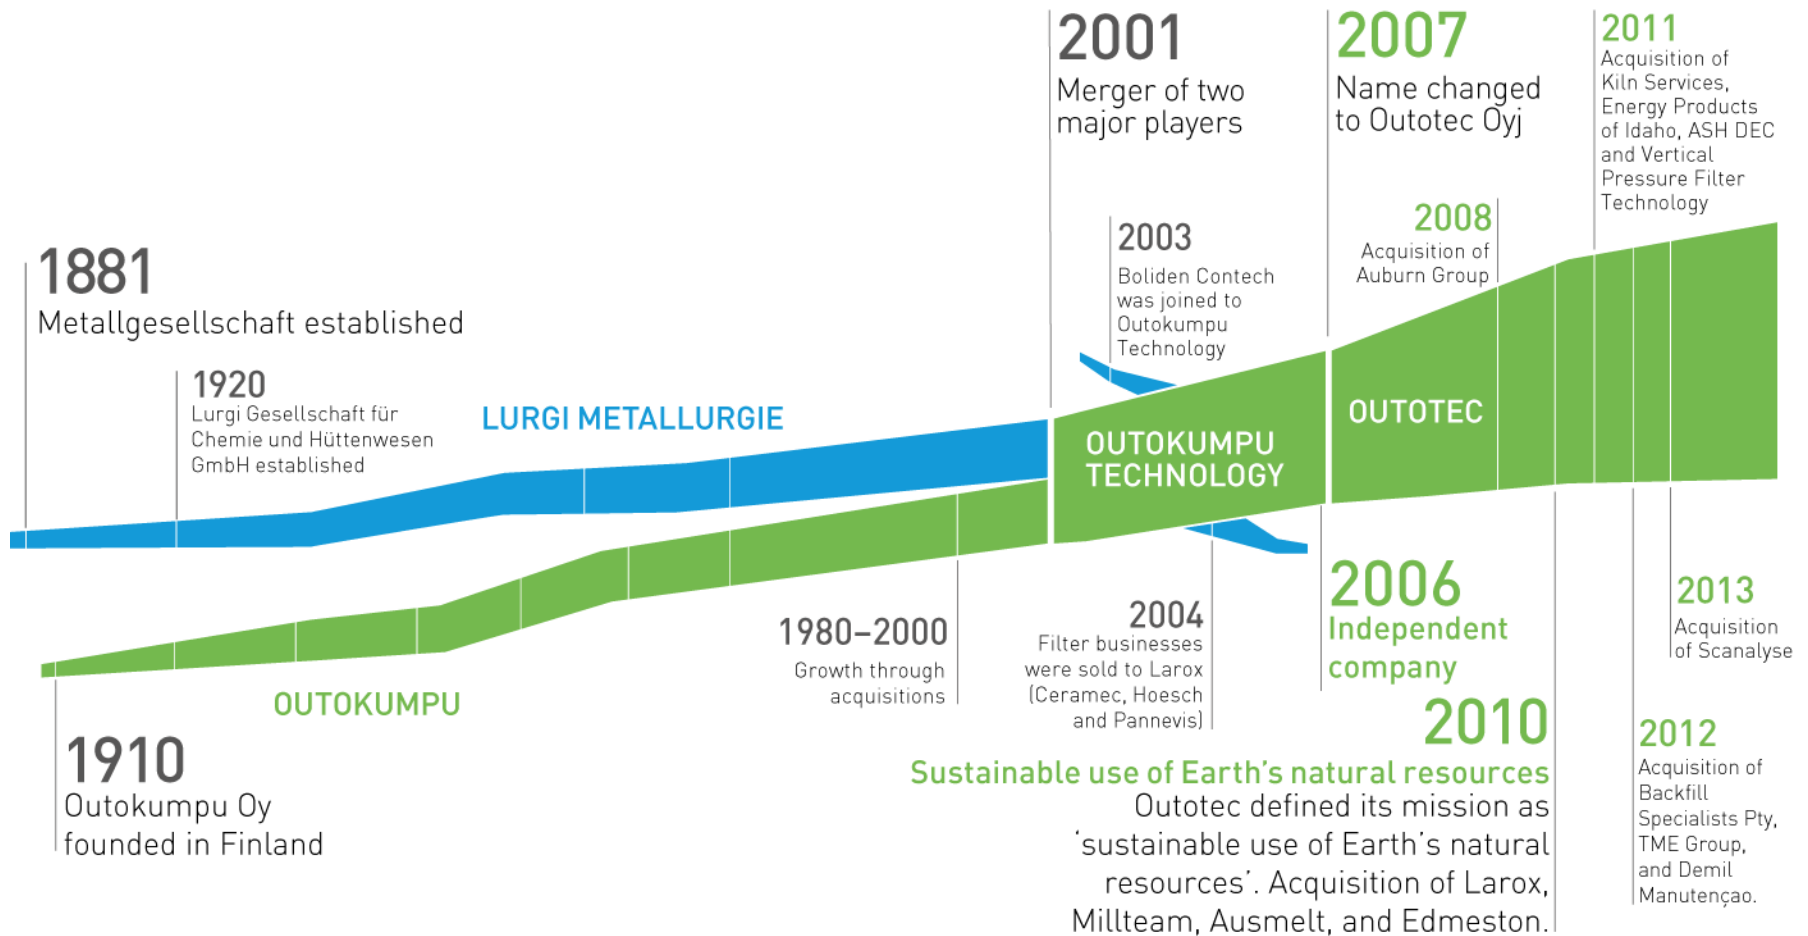 1881
Metallgesellschaft established
1920
Lurgi Gesellschaft für
Chemie und Hüttenwesen
GmbH established
LURGI METALLURGIE
OUTOKUMPU
1910
Outokumpu Oy
founded in Finland
1980–2000
Growth through
acquisitions
2001
Merger of two
major players
2003
Boliden Contech
was joined to
Outokumpu
Technology
OUTOKUMPU
TECHNOLOGY
2004
Filter businesses
were sold to Larox
(Ceramec, Hoesch
and Pannevis)
2006
Independent
company
2007
Name changed
to Outotec Oyj
OUTOTEC
2008
Acquisition of
Auburn Group
2010
Sustainable use of Earth’s natural resources
Outotec defined its mission as
‘sustainable use of Earth’s natural
resources’. Acquisition of Larox,
Millteam, Ausmelt, and Edmeston.
2011
Acquisition of
Kiln Services,
Energy Products
of Idaho, ASH DEC
and Vertical
Pressure Filter
Technology
2012
Acquisition of
Backfill
Specialists Pty,
TME Group,
and Demil
Manutençao.
2013
Acquisition
of Scanalyse